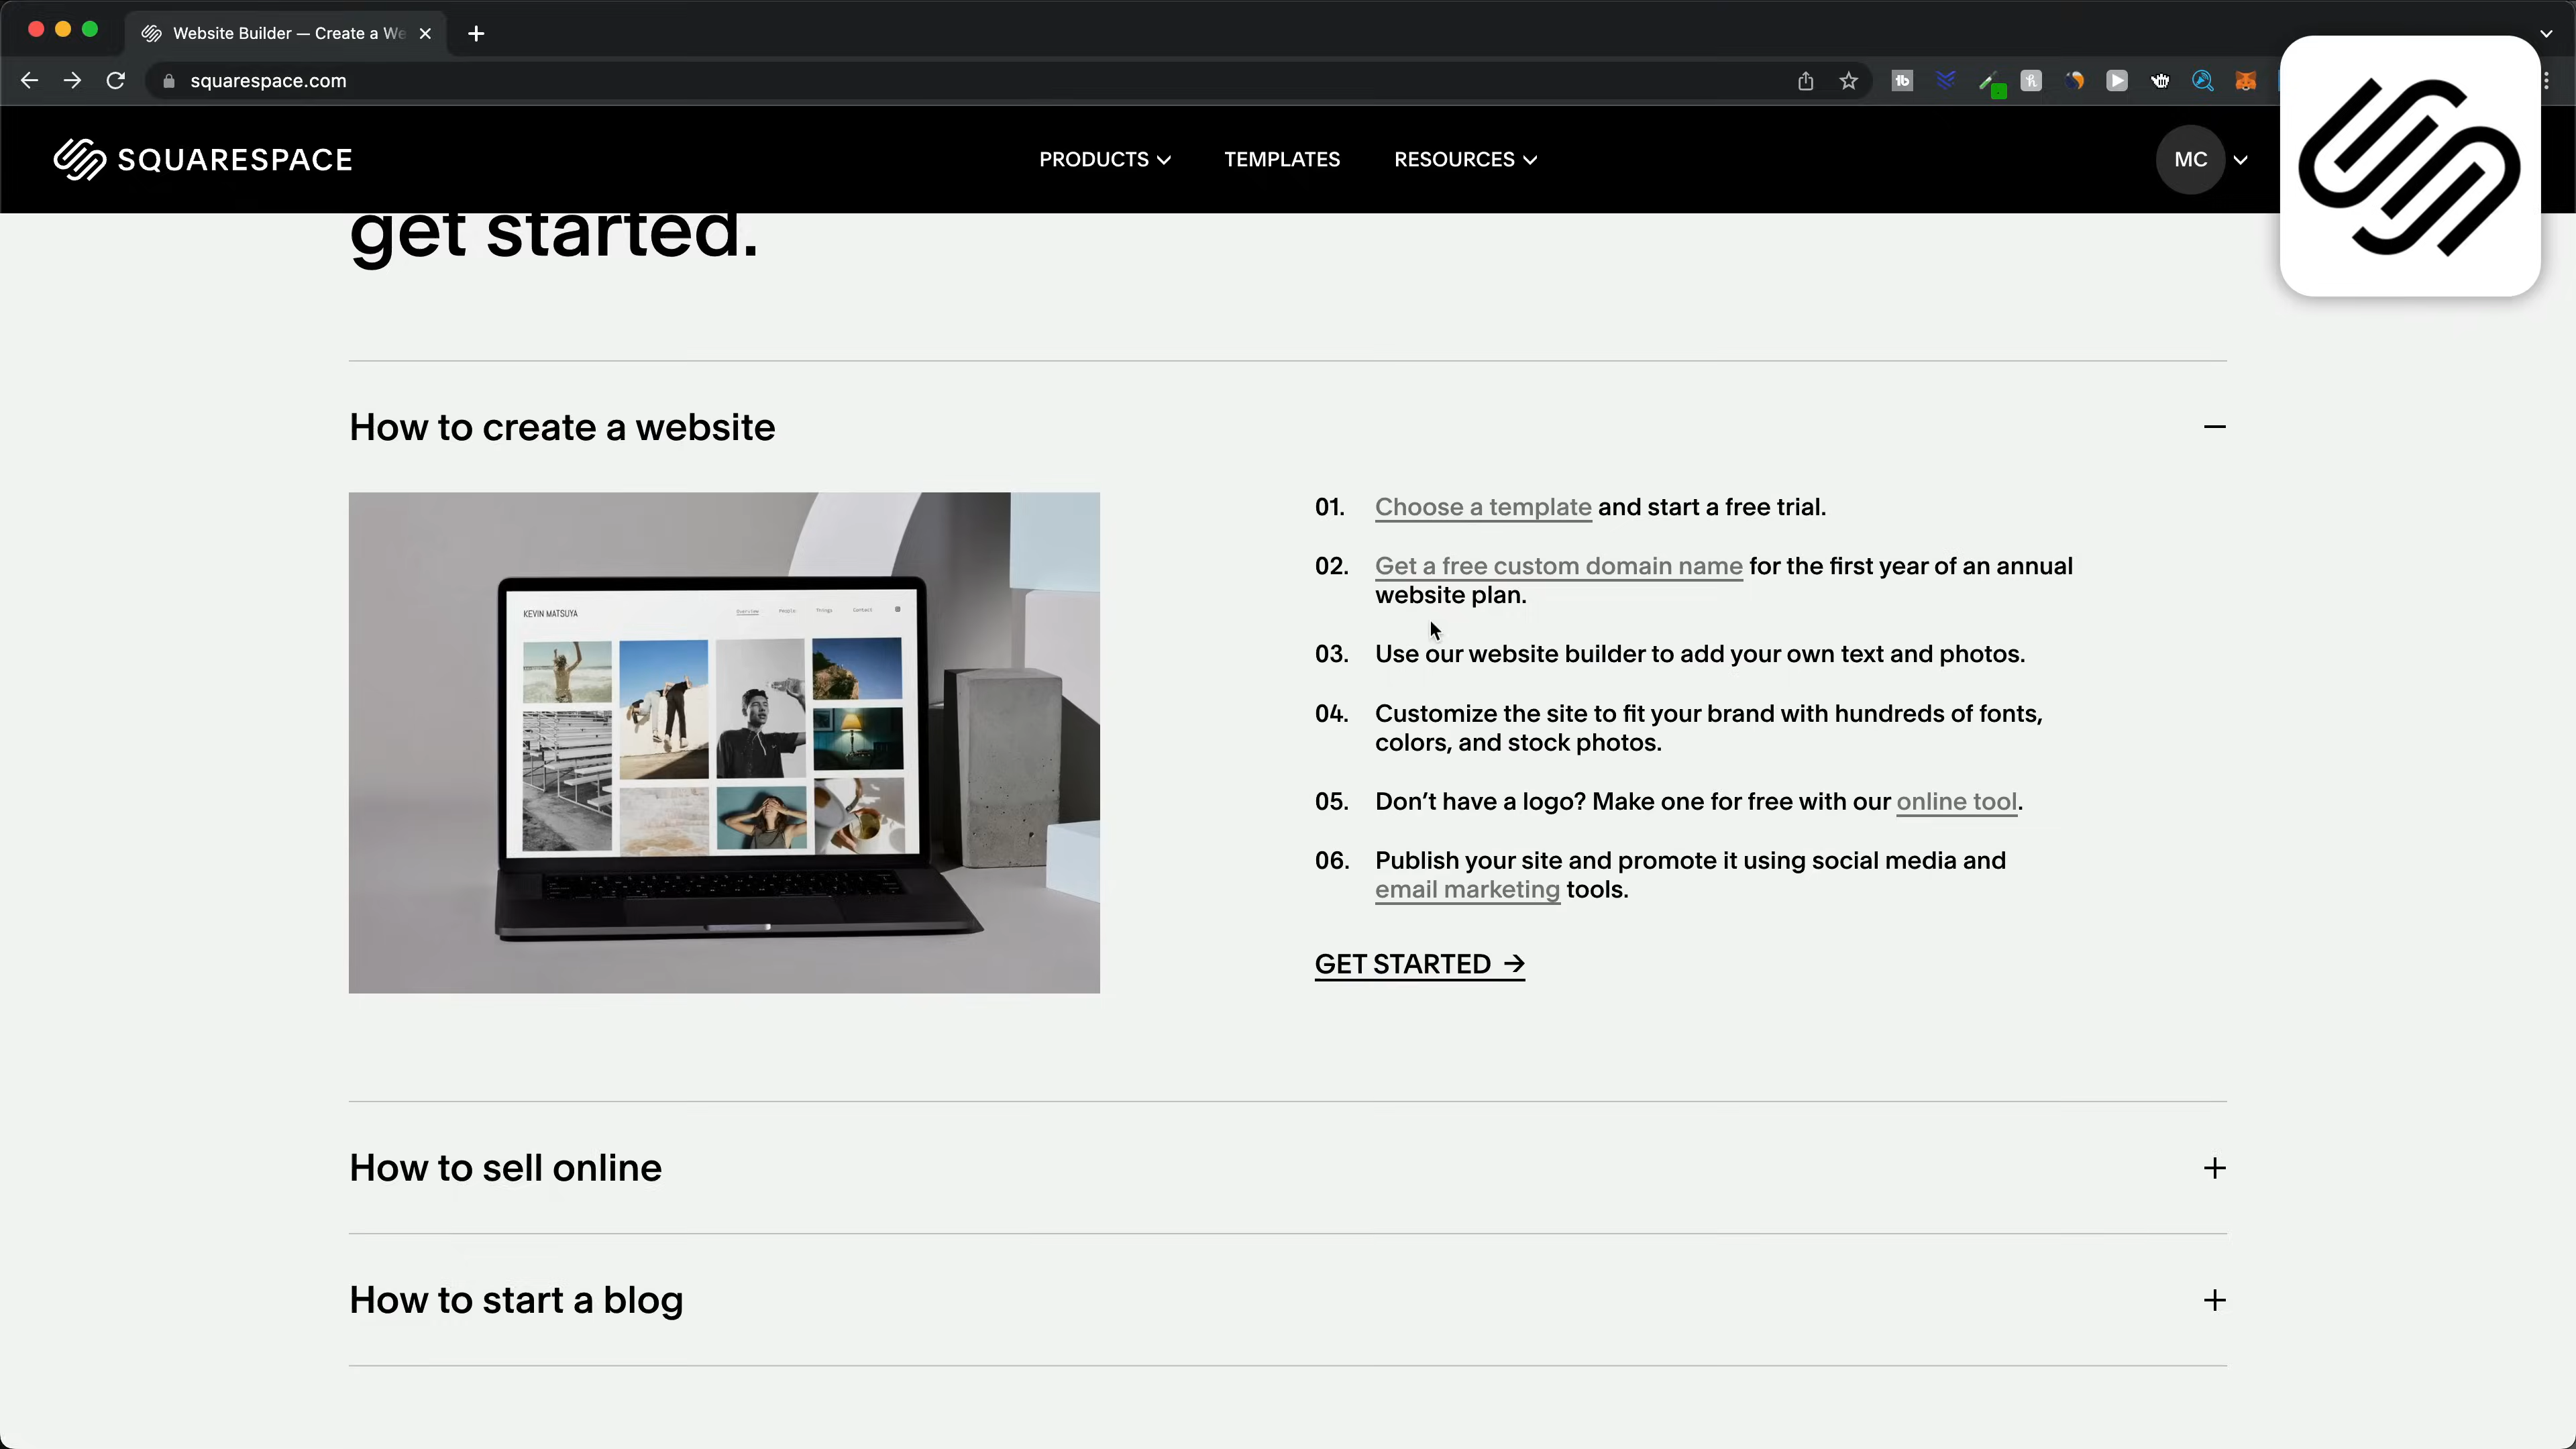 Website Builder — Create a We
squarespace.com
SQUARESPACE
PRODUCTS
TEMPLATES
RESOURCES
MC
get started.
How to create a website
KEVIN MATSUYA
Overview
People
Things
Contact
01. Choose a template and start a free trial.
02. Get a free custom domain name for the first year of an annual
website plan.
03. Use our website builder to add your own text and photos.
04. Customize the site to fit your brand with hundreds of fonts,
colors, and stock photos.
05. Don’t have a logo? Make one for free with our online tool.
06. Publish your site and promote it using social media and
email marketing tools.
GET STARTED →
How to sell online
How to start a blog